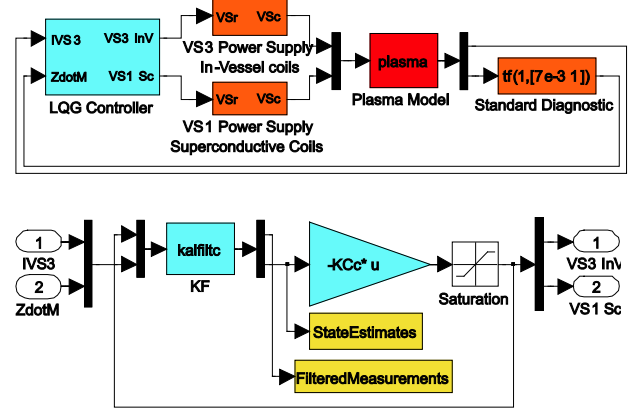 IVS3
ZdotM
VS3 InV
VS1 Sc
LQG Controller
VSr
VSc
VS3 Power Supply
In-Vessel coils
VSr
VSc
VS1 Power Supply
Superconductive Coils
plasma
Plasma Model
tf(1,[7e-3 1])
Standard Diagnostic
1
IVS3
2
ZdotM
kalfiltc
KF
-KCc* u
Saturation
StateEstimates
FilteredMeasurements
1
VS3 InV
2
VS1 Sc